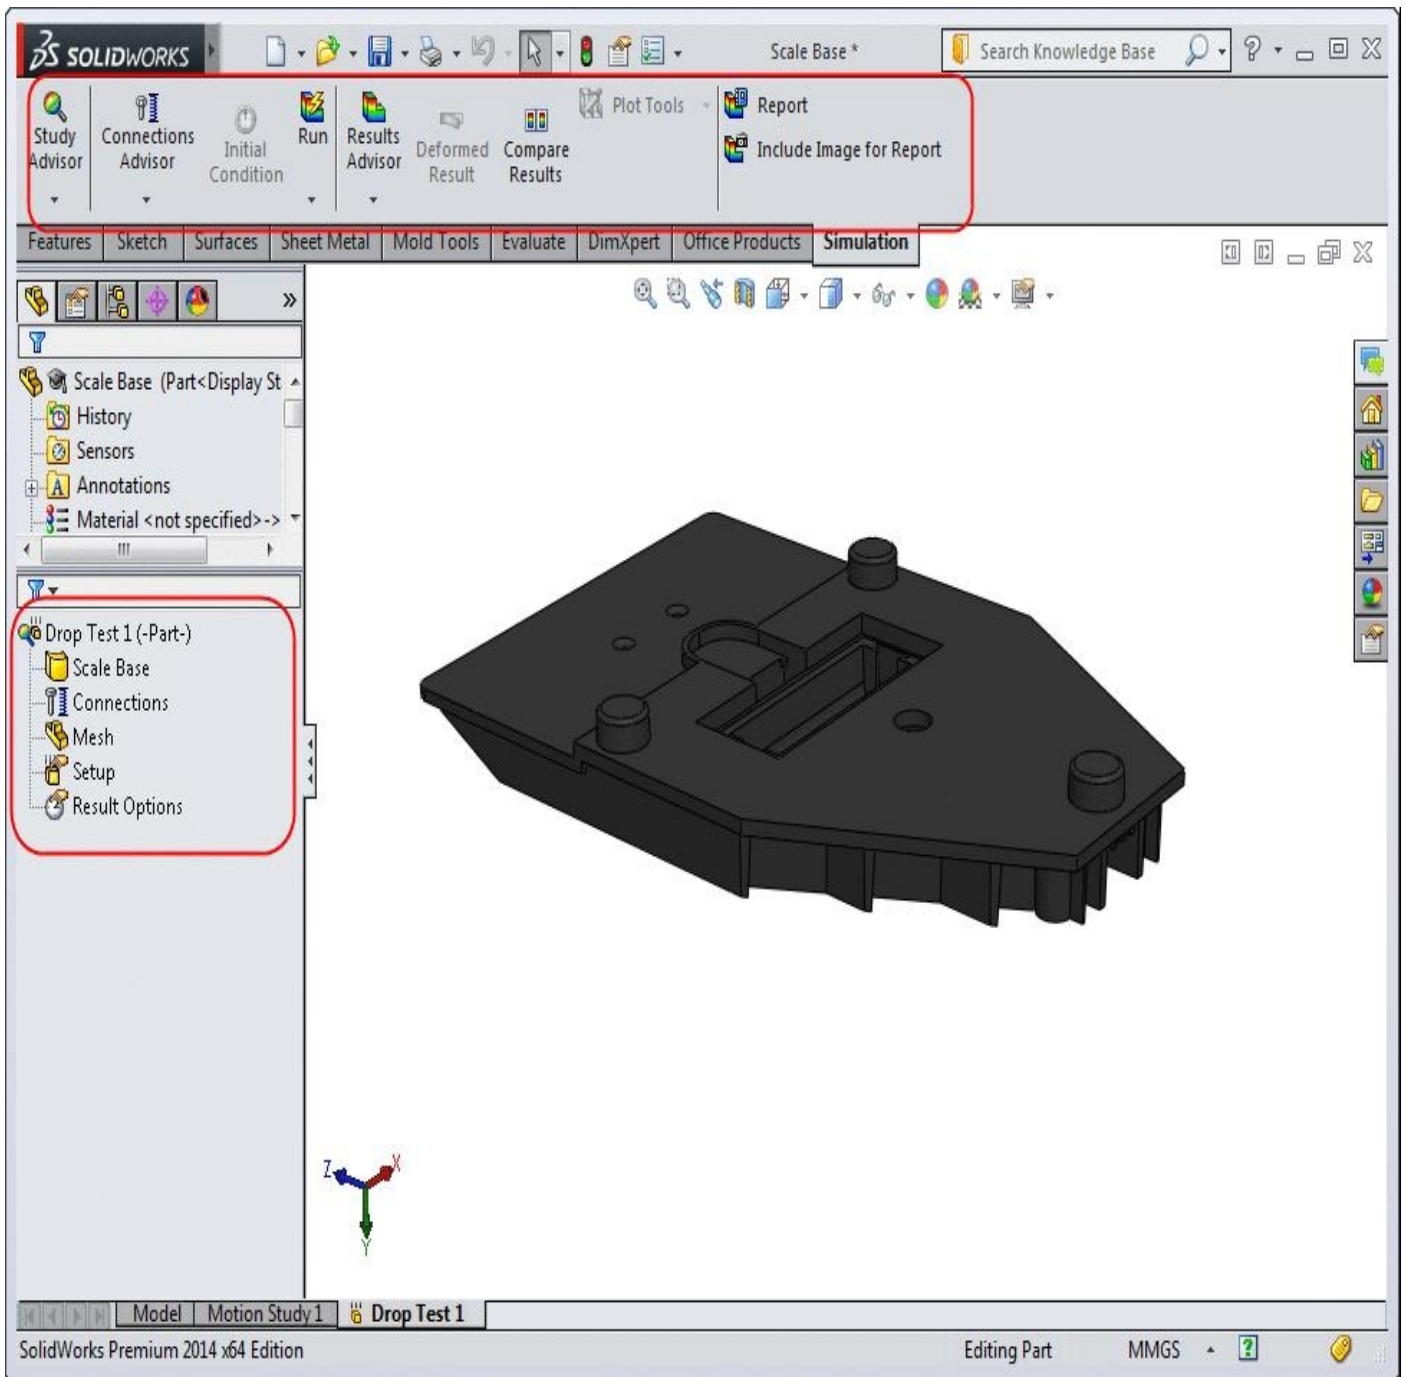 SOLIDWORKS
Scale Base *
Search Knowledge Base
Study Advisor
Connections Advisor
Initial Condition
Run
Results Advisor
Deformed Result
Compare Results
Plot Tools
Report
Include Image for Report
Features
Sketch
Surfaces
Sheet Metal
Mold Tools
Evaluate
DimXpert
Office Products
Simulation
Scale Base (Part<Display St
History
Sensors
Annotations
Material <not specified>->
Drop Test 1 (-Part-)
Scale Base
Connections
Mesh
Setup
Result Options
Z
X
Y
Model
Motion Study 1
Drop Test 1
SolidWorks Premium 2014 x64 Edition
Editing Part
MMGS